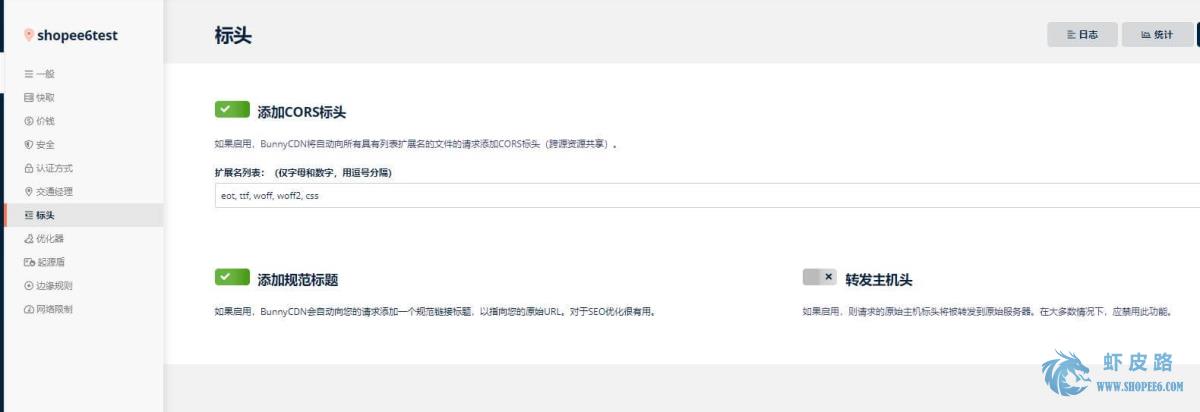 shopee6test
标头
日志
统计
一般
快取
价钱
安全
认证方式
交通经理
标头
优化器
起源盾
边缘规则
网络限制
添加CORS标头
如果启用，BunnyCDN将自动向所有具有列表扩展名的文件的请求添加CORS标头（跨源资源共享）。
扩展名列表：（仅字母和数字，用逗号分隔）
eot, ttf, woff, woff2, css
添加规范标题
如果启用，BunnyCDN会自动向您的请求添加一个规范链接标题，以指向您的原始URL。对于SEO优化很有用。
转发主机头
如果启用，则请求的原始主机标头将被转发到原始服务器。在大多数情况下，应禁用此功能。
虾皮路
WWW.SHOPEE6.COM